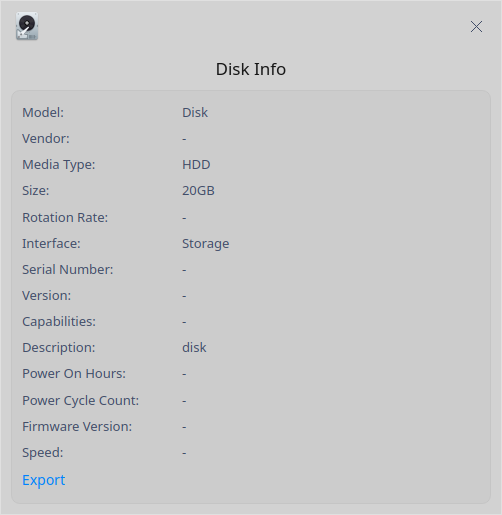 Disk Info
Model: Disk
Vendor: -
Media Type: HDD
Size: 20GB
Rotation Rate: -
Interface: Storage
Serial Number: -
Version: -
Capabilities: -
Description: disk
Power On Hours: -
Power Cycle Count: -
Firmware Version: -
Speed: -
Export